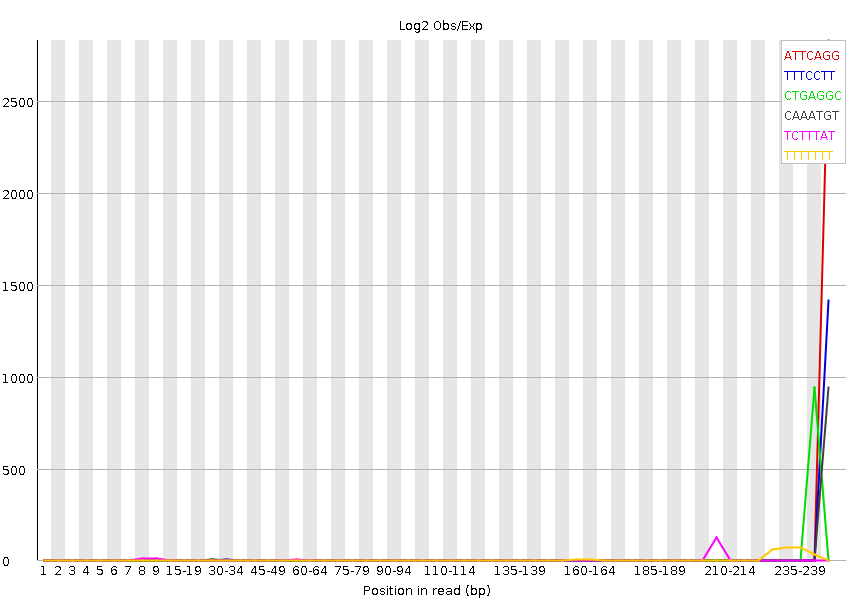 Log2 Obs/Exp
ATTCAGG
TTTCCTT
CTGAGGC
CAAATGT
TCTTTAT
TTTTTTT
2500
2000
1500
1000
500
0
1 2 3 4 5 6 7 8 9 15-19 30-34 45-49 60-64 75-79 90-94 110-114 135-139 160-164 185-189 210-214 235-239
Position in read (bp)